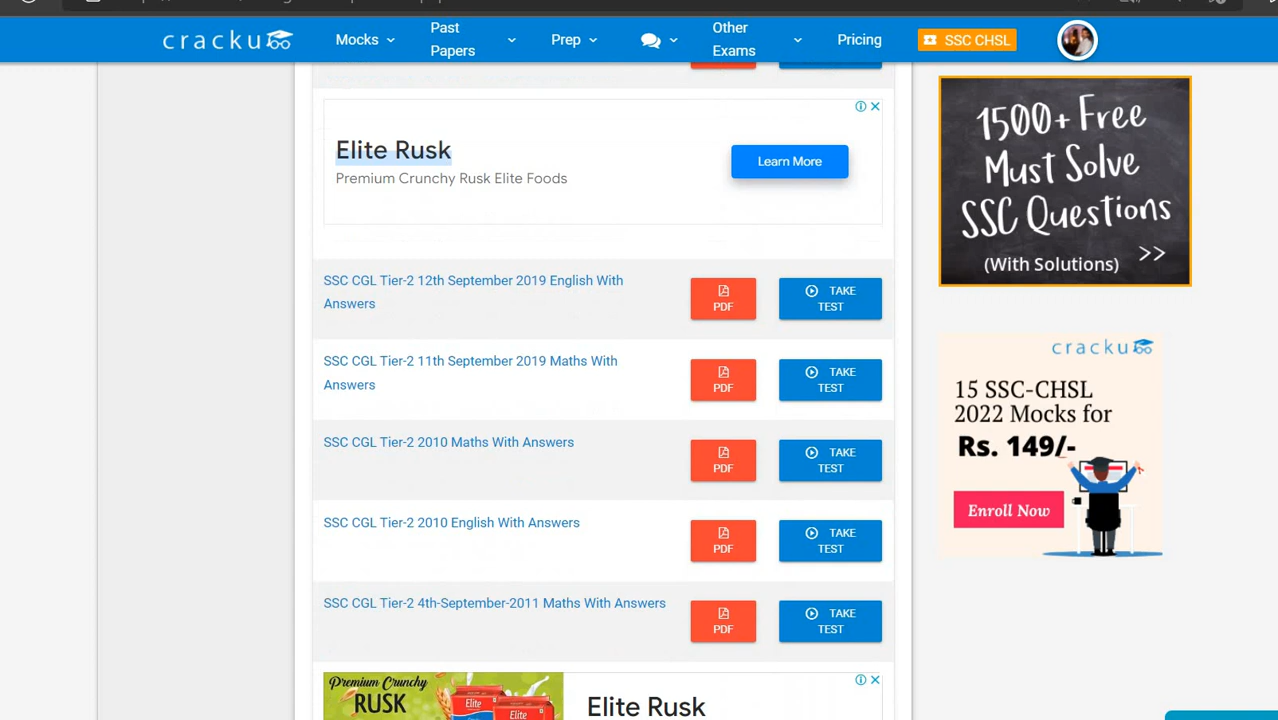 cracku
Mocks
Past
Papers
Prep
Other
Exams
Pricing
SSC CHSL
Elite Rusk
Premium Crunchy Rusk Elite Foods
Learn More
SSC CGL Tier-2 12th September 2019 English With
Answers
PDF
TAKE
TEST
SSC CGL Tier-2 11th September 2019 Maths With
Answers
PDF
TAKE
TEST
SSC CGL Tier-2 2010 Maths With Answers
PDF
TAKE
TEST
SSC CGL Tier-2 2010 English With Answers
PDF
TAKE
TEST
SSC CGL Tier-2 4th-September-2011 Maths With Answers
PDF
TAKE
TEST
Premium Crunchy
RUSK
Elite
Elite
Elite Rusk
1500+ Free
Must Solve
SSC Questions
(With Solutions) >>
cracku
15 SSC-CHSL
2022 Mocks for
Rs. 149/-
Enroll Now